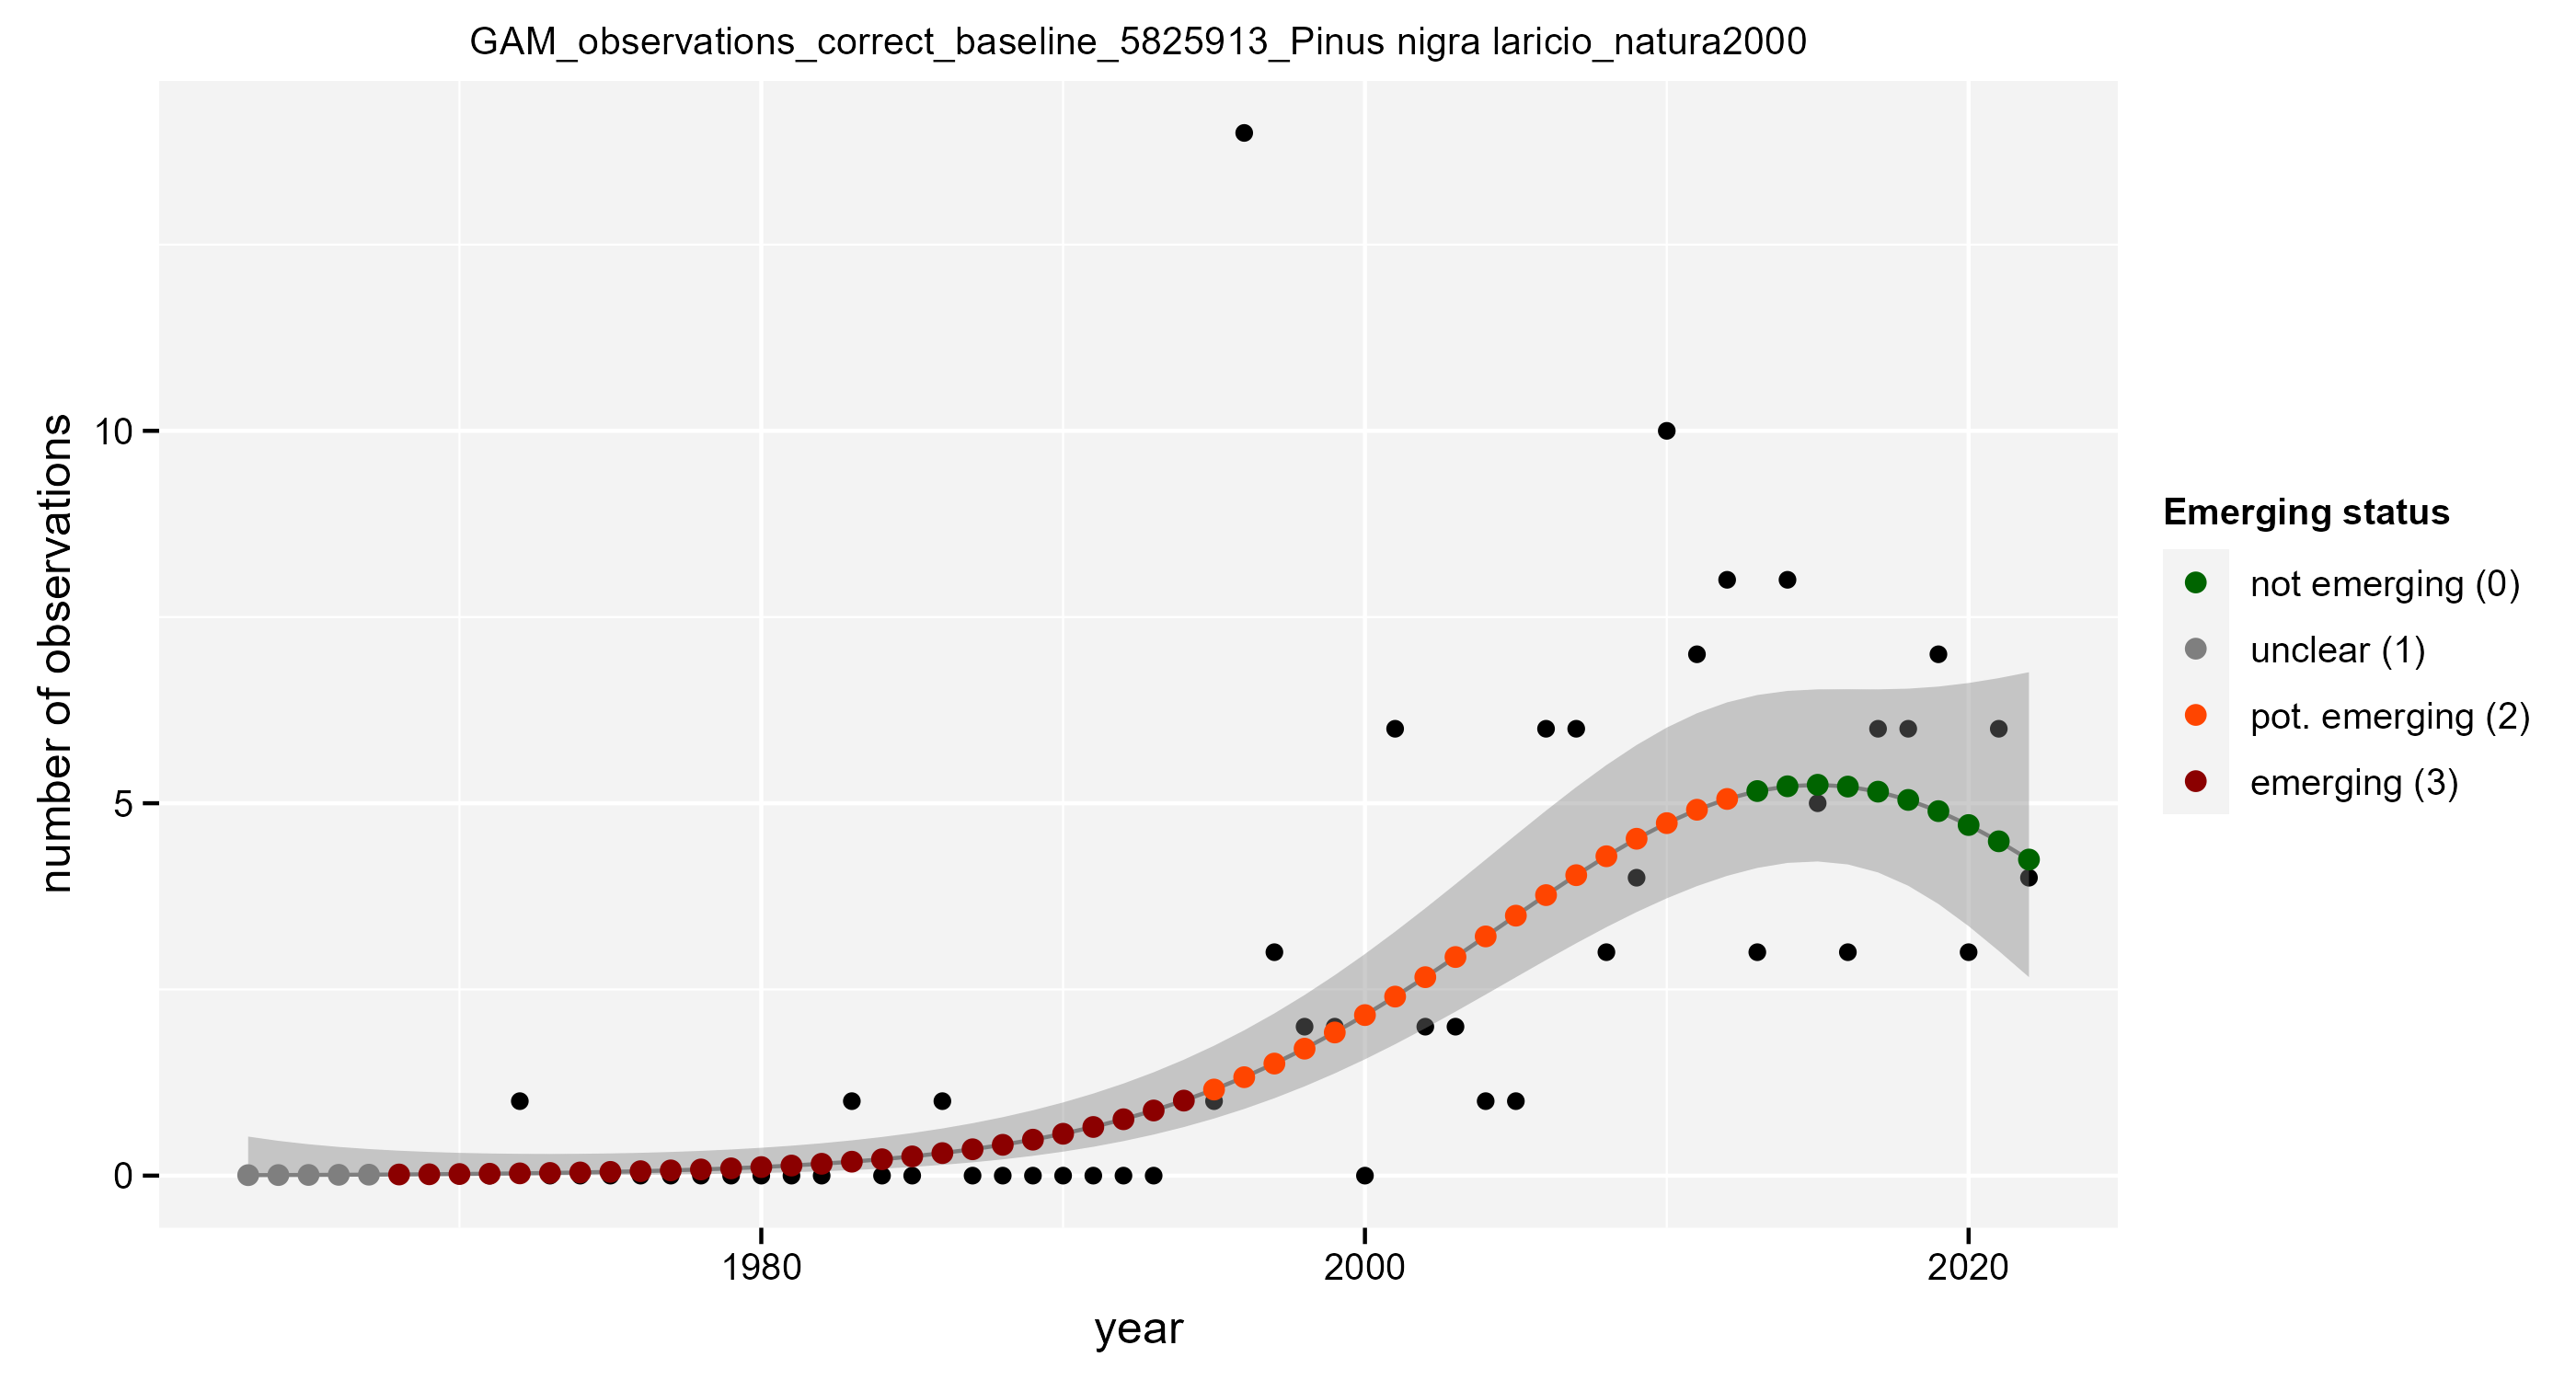 GAM_observations_correct_baseline_5825913_Pinus nigra laricio_natura2000
number of observations
10
5
0
1980
2000
2020
year
Emerging status
not emerging (0)
unclear (1)
pot. emerging (2)
emerging (3)